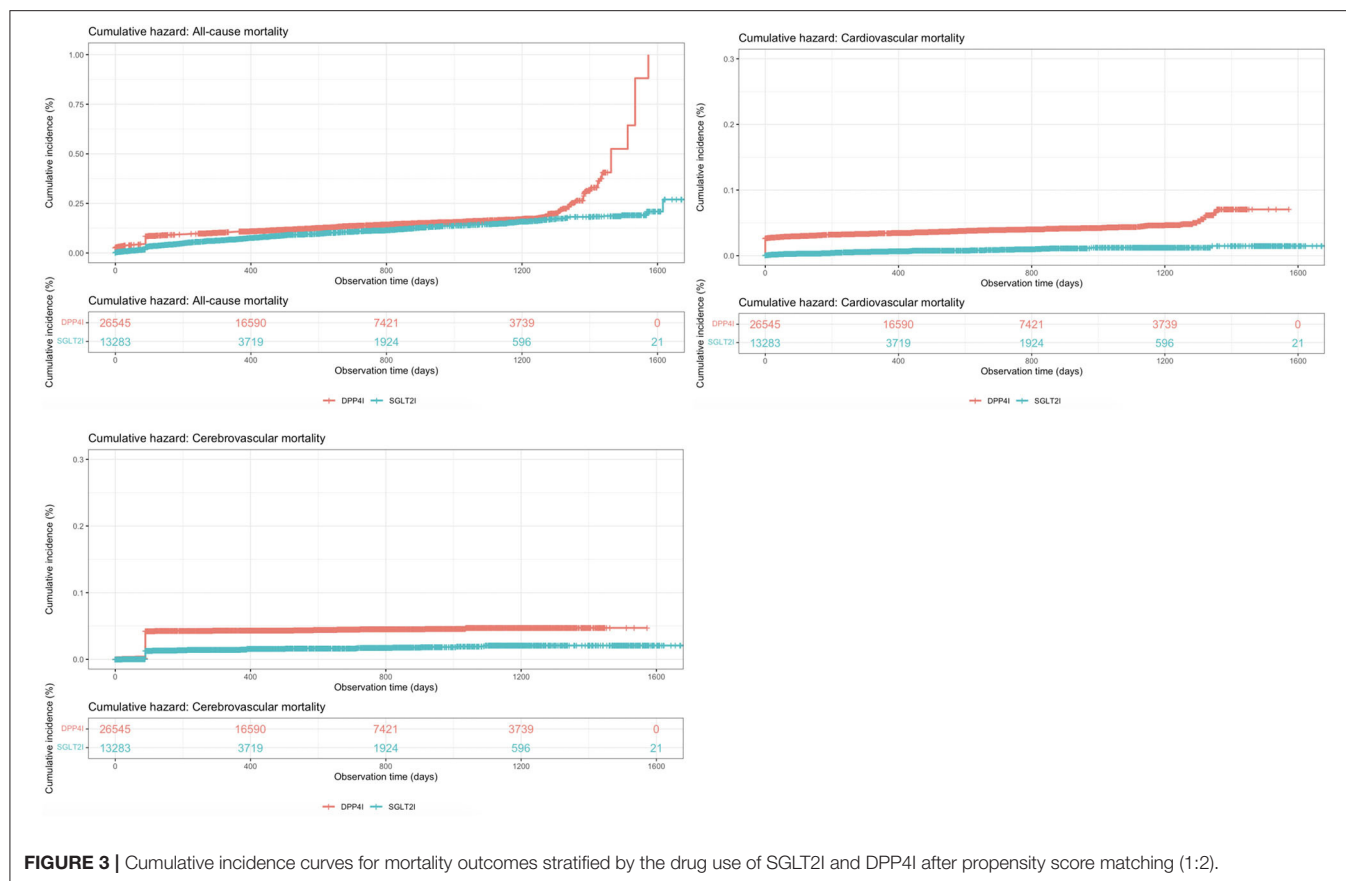 Cumulative hazard: All-cause mortality
Cumulative incidence (%)
1.00
0.75
0.50
0.25
0.00
0 400 800 1200 1600
Observation time (days)
Cumulative hazard: All-cause mortality
Cumulative incidence (%)
DPP4I 26545 16590 7421 3739 0
SGLT2I 13283 3719 1924 596 21
0 400 800 1200 1600
Observation time (days)
DPP4I SGLT2I
Cumulative hazard: Cardiovascular mortality
Cumulative incidence (%)
0.3
0.2
0.1
0.0
0 400 800 1200 1600
Observation time (days)
Cumulative hazard: Cardiovascular mortality
Cumulative incidence (%)
DPP4I 26545 16590 7421 3739 0
SGLT2I 13283 3719 1924 596 21
0 400 800 1200 1600
Observation time (days)
DPP4I SGLT2I
Cumulative hazard: Cerebrovascular mortality
Cumulative incidence (%)
0.3
0.2
0.1
0.0
0 400 800 1200 1600
Observation time (days)
Cumulative hazard: Cerebrovascular mortality
Cumulative incidence (%)
DPP4I 26545 16590 7421 3739 0
SGLT2I 13283 3719 1924 596 21
0 400 800 1200 1600
Observation time (days)
DPP4I SGLT2I
FIGURE 3 | Cumulative incidence curves for mortality outcomes stratified by the drug use of SGLT2I and DPP4I after propensity score matching (1:2).